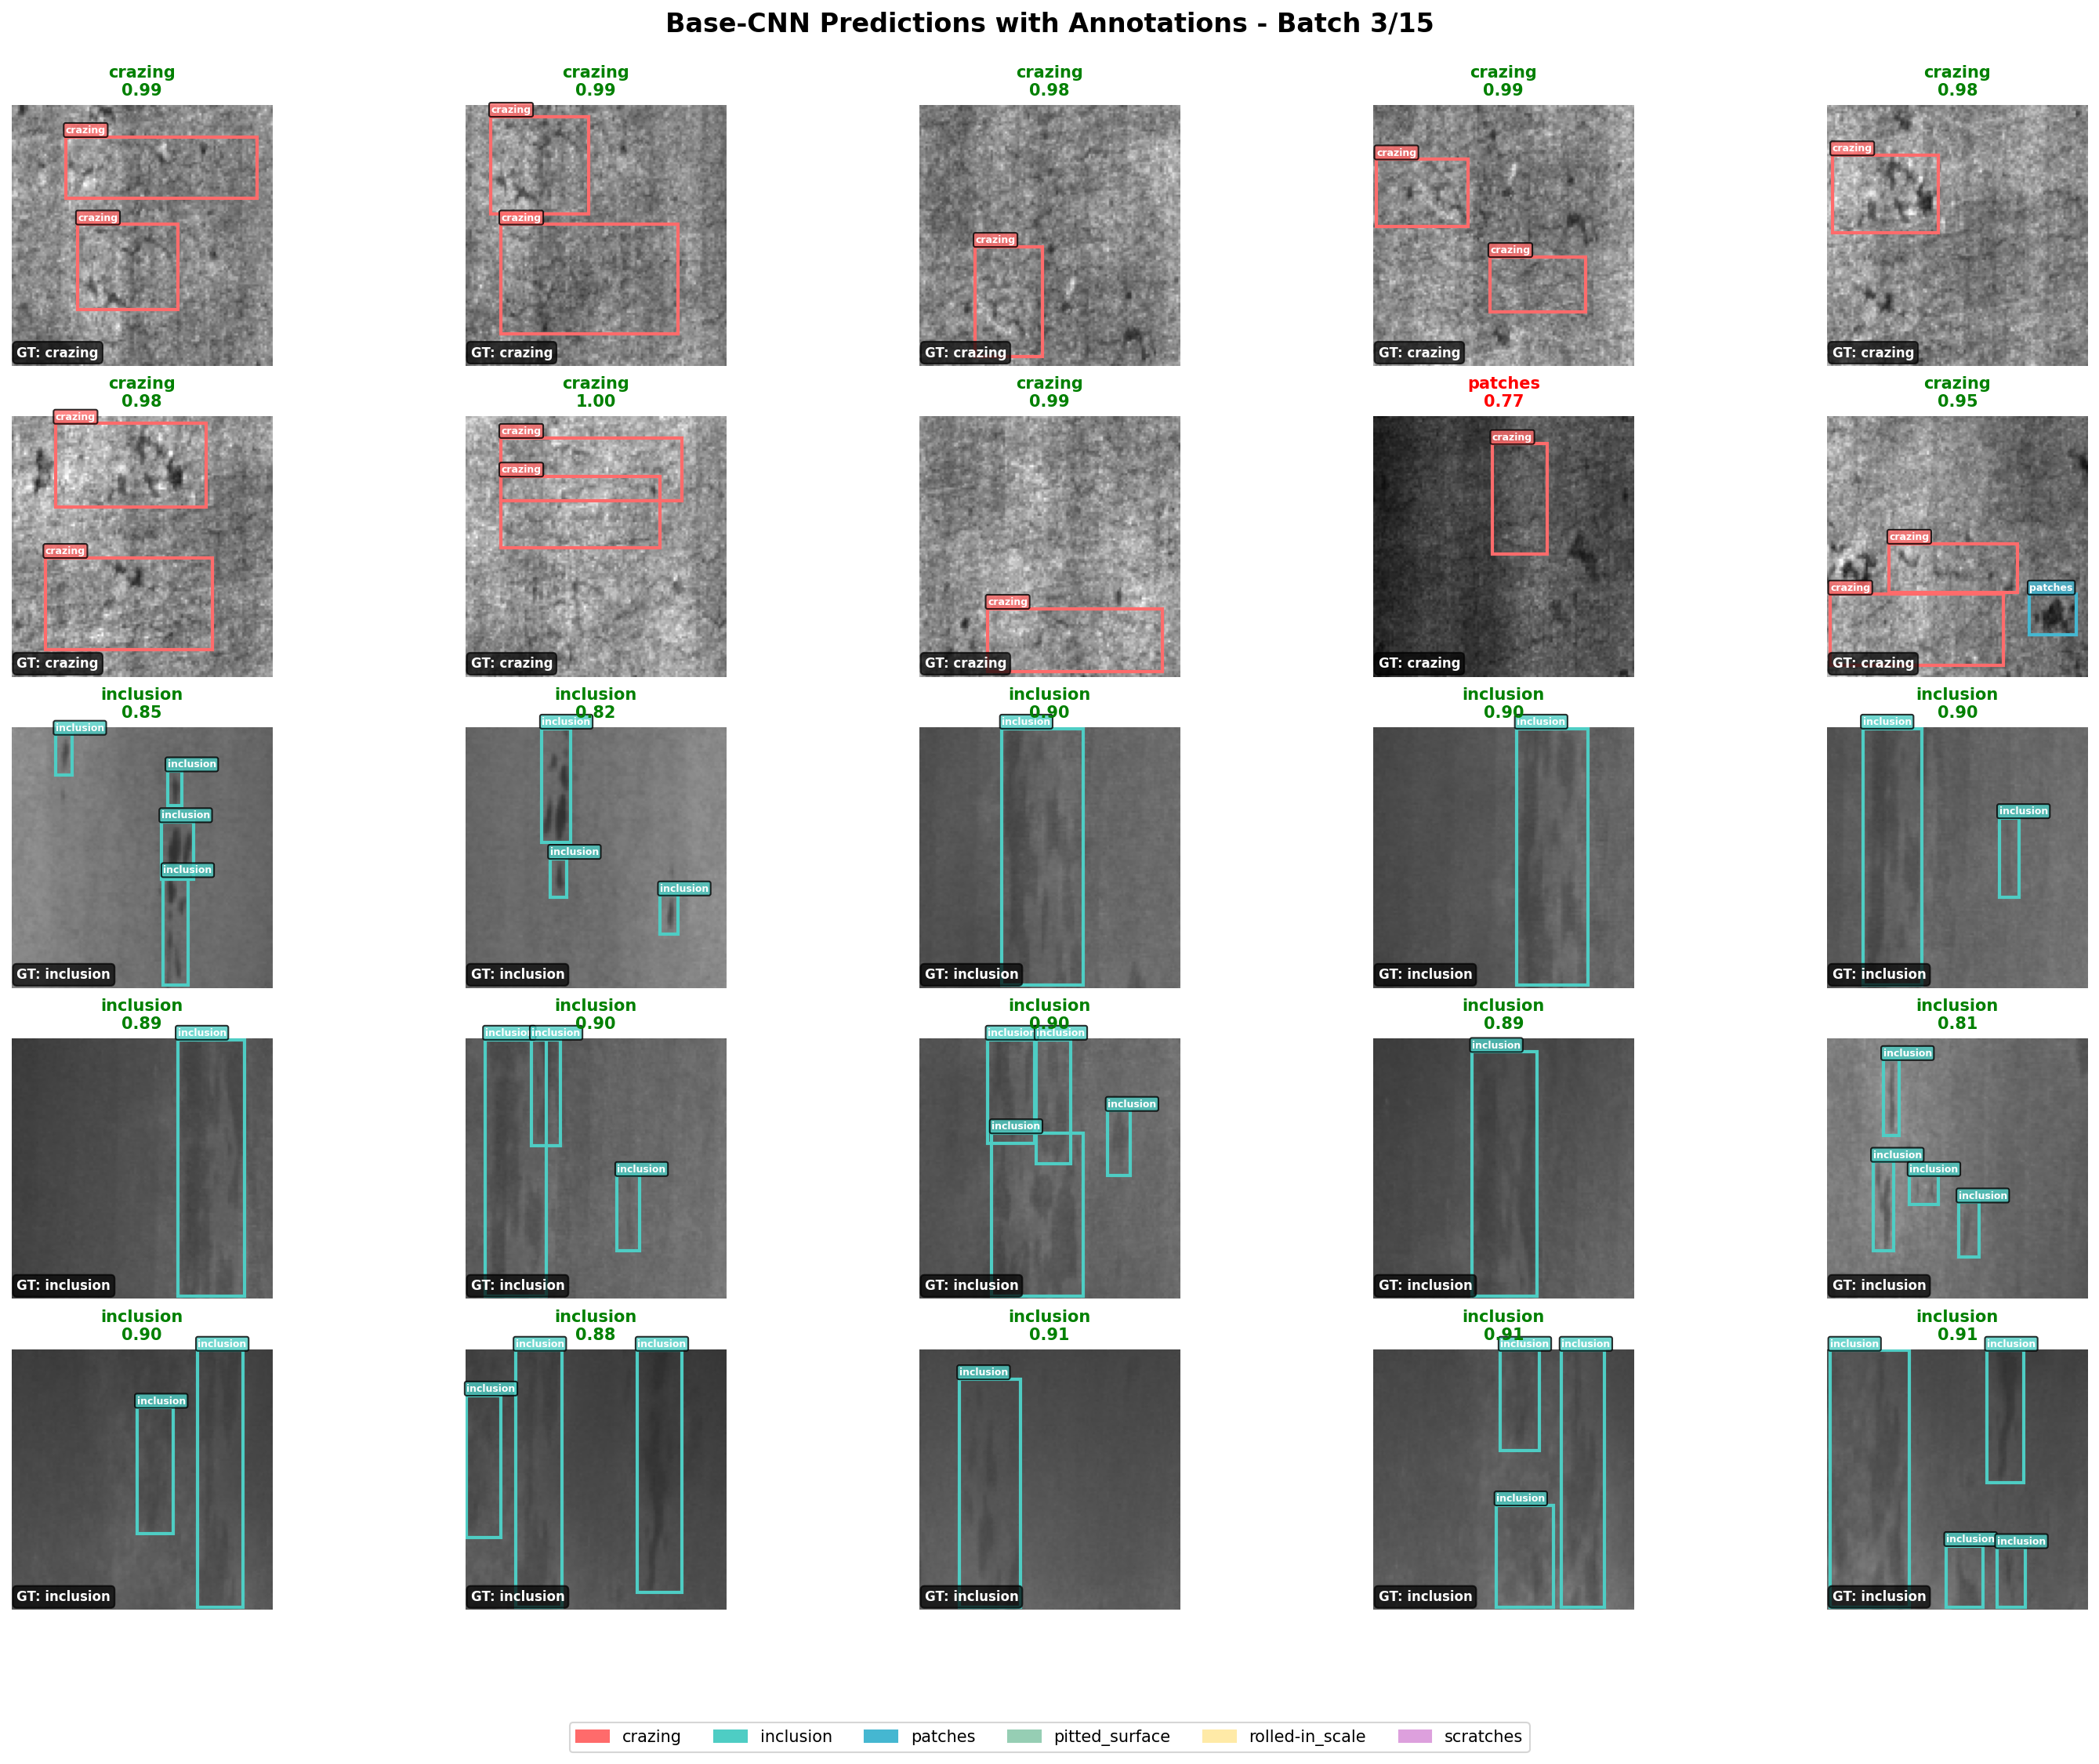 Base-CNN Predictions with Annotations - Batch 3/15
crazing
0.99
crazing
crazing
GT: crazing
crazing
0.99
crazing
crazing
GT: crazing
crazing
0.98
crazing
GT: crazing
crazing
0.99
crazing
crazing
GT: crazing
crazing
0.98
crazing
GT: crazing
crazing
0.98
crazing
crazing
GT: crazing
crazing
1.00
crazing
crazing
GT: crazing
crazing
0.99
crazing
GT: crazing
patches
0.77
crazing
GT: crazing
crazing
0.95
crazing
crazing
patches
GT: crazing
inclusion
0.85
inclusion
inclusion
inclusion
inclusion
GT: inclusion
inclusion
0.82
inclusion
inclusion
inclusion
GT: inclusion
inclusion
0.90
inclusion
GT: inclusion
inclusion
0.90
inclusion
GT: inclusion
inclusion
0.90
inclusion
inclusion
GT: inclusion
inclusion
0.89
inclusion
GT: inclusion
inclusion
0.90
inclusion
inclusion
inclusion
GT: inclusion
inclusion
0.90
inclusion
inclusion
inclusion
inclusion
GT: inclusion
inclusion
0.89
inclusion
GT: inclusion
inclusion
0.81
inclusion
inclusion
inclusion
inclusion
GT: inclusion
inclusion
0.90
inclusion
inclusion
GT: inclusion
inclusion
0.88
inclusion
inclusion
inclusion
GT: inclusion
inclusion
0.91
inclusion
GT: inclusion
inclusion
0.91
inclusion
inclusion
inclusion
GT: inclusion
inclusion
0.91
inclusion
inclusion
inclusion
inclusion
GT: inclusion
crazing inclusion patches pitted_surface rolled-in_scale scratches